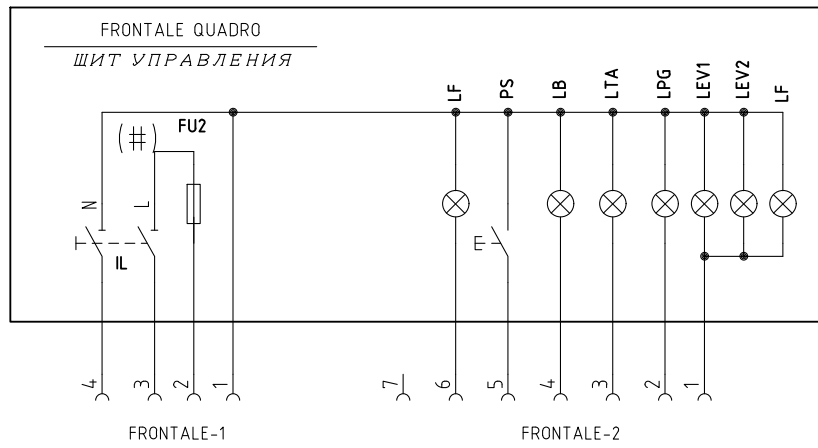 FRONTALE QUADRO
ЩИТ УПРАВЛЕНИЯ
LF
PS
LB
LTA
LPG
LEV1
LEV2
LF
(#)
FU2
N
L
IL
4
3
2
1
7
6
5
4
3
2
1
FRONTALE-1
FRONTALE-2